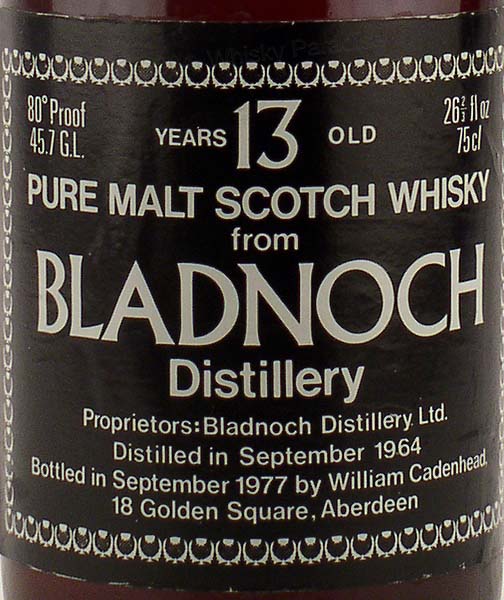 80° Proof
45.7 G.L.
YEARS 13 OLD
26⅔ fl oz
75cl
PURE MALT SCOTCH WHISKY
from
BLADNOCH
Distillery
Proprietors: Bladnoch Distillery Ltd.
Distilled in September 1964
Bottled in September 1977 by William Cadenhead,
18 Golden Square, Aberdeen